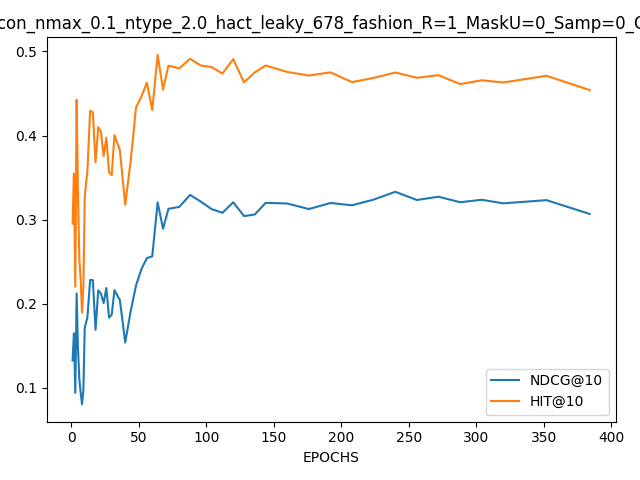 con_nmax_0.1_ntype_2.0_hact_leaky_678_fashion_R=1_MaskU=0_Samp=0_
0.5
0.4
0.3
0.2
0.1
NDCG@10
HIT@10
0 50 100 150 200 250 300 350 400
EPOCHS